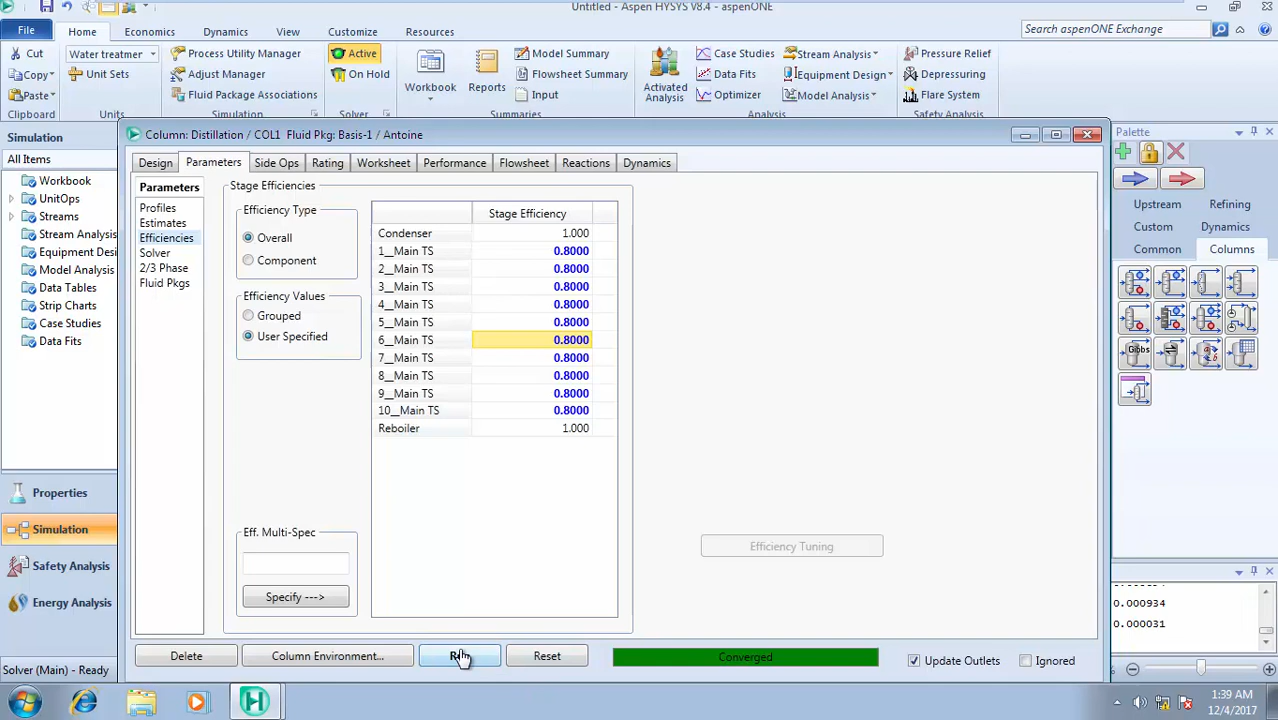 Untitled - Aspen HYSYS V8.4 - aspenONE
File
Home
Economics
Dynamics
View
Customize
Resources
Search aspenONE Exchange
Cut
Copy
Paste
Clipboard
Water treatmer
Unit Sets
Units
Process Utility Manager
Adjust Manager
Fluid Package Associations
Simulation
Active
On Hold
Solver
Workbook
Reports
Model Summary
Flowsheet Summary
Input
Summaries
Activated
Analysis
Case Studies
Data Fits
Optimizer
Stream Analysis
Equipment Design
Model Analysis
Analysis
Pressure Relief
Depressuring
Flare System
Safety Analysis
Simulation
All Items
Workbook
UnitOps
Streams
Stream Analysis
Equipment Desi
Model Analysis
Data Tables
Strip Charts
Case Studies
Data Fits
Properties
Simulation
Safety Analysis
Energy Analysis
Solver (Main) - Ready
Column: Distillation / COL1 Fluid Pkg: Basis-1 / Antoine
Design
Parameters
Side Ops
Rating
Worksheet
Performance
Flowsheet
Reactions
Dynamics
Parameters
Profiles
Estimates
Efficiencies
Solver
2/3 Phase
Fluid Pkgs
Stage Efficiencies
Efficiency Type
Overall
Component
Efficiency Values
Grouped
User Specified
Eff. Multi-Spec
Specify --->
Stage Efficiency
Condenser 1.000
1__Main TS 0.8000
2__Main TS 0.8000
3__Main TS 0.8000
4__Main TS 0.8000
5__Main TS 0.8000
6__Main TS 0.8000
7__Main TS 0.8000
8__Main TS 0.8000
9__Main TS 0.8000
10__Main TS 0.8000
Reboiler 1.000
Efficiency Tuning
Delete
Column Environment...
Reset
Converged
Update Outlets
Ignored
Palette
Upstream
Refining
Custom
Dynamics
Common
Columns
Gibbs
0.000934
0.000031
1:39 AM
12/4/2017